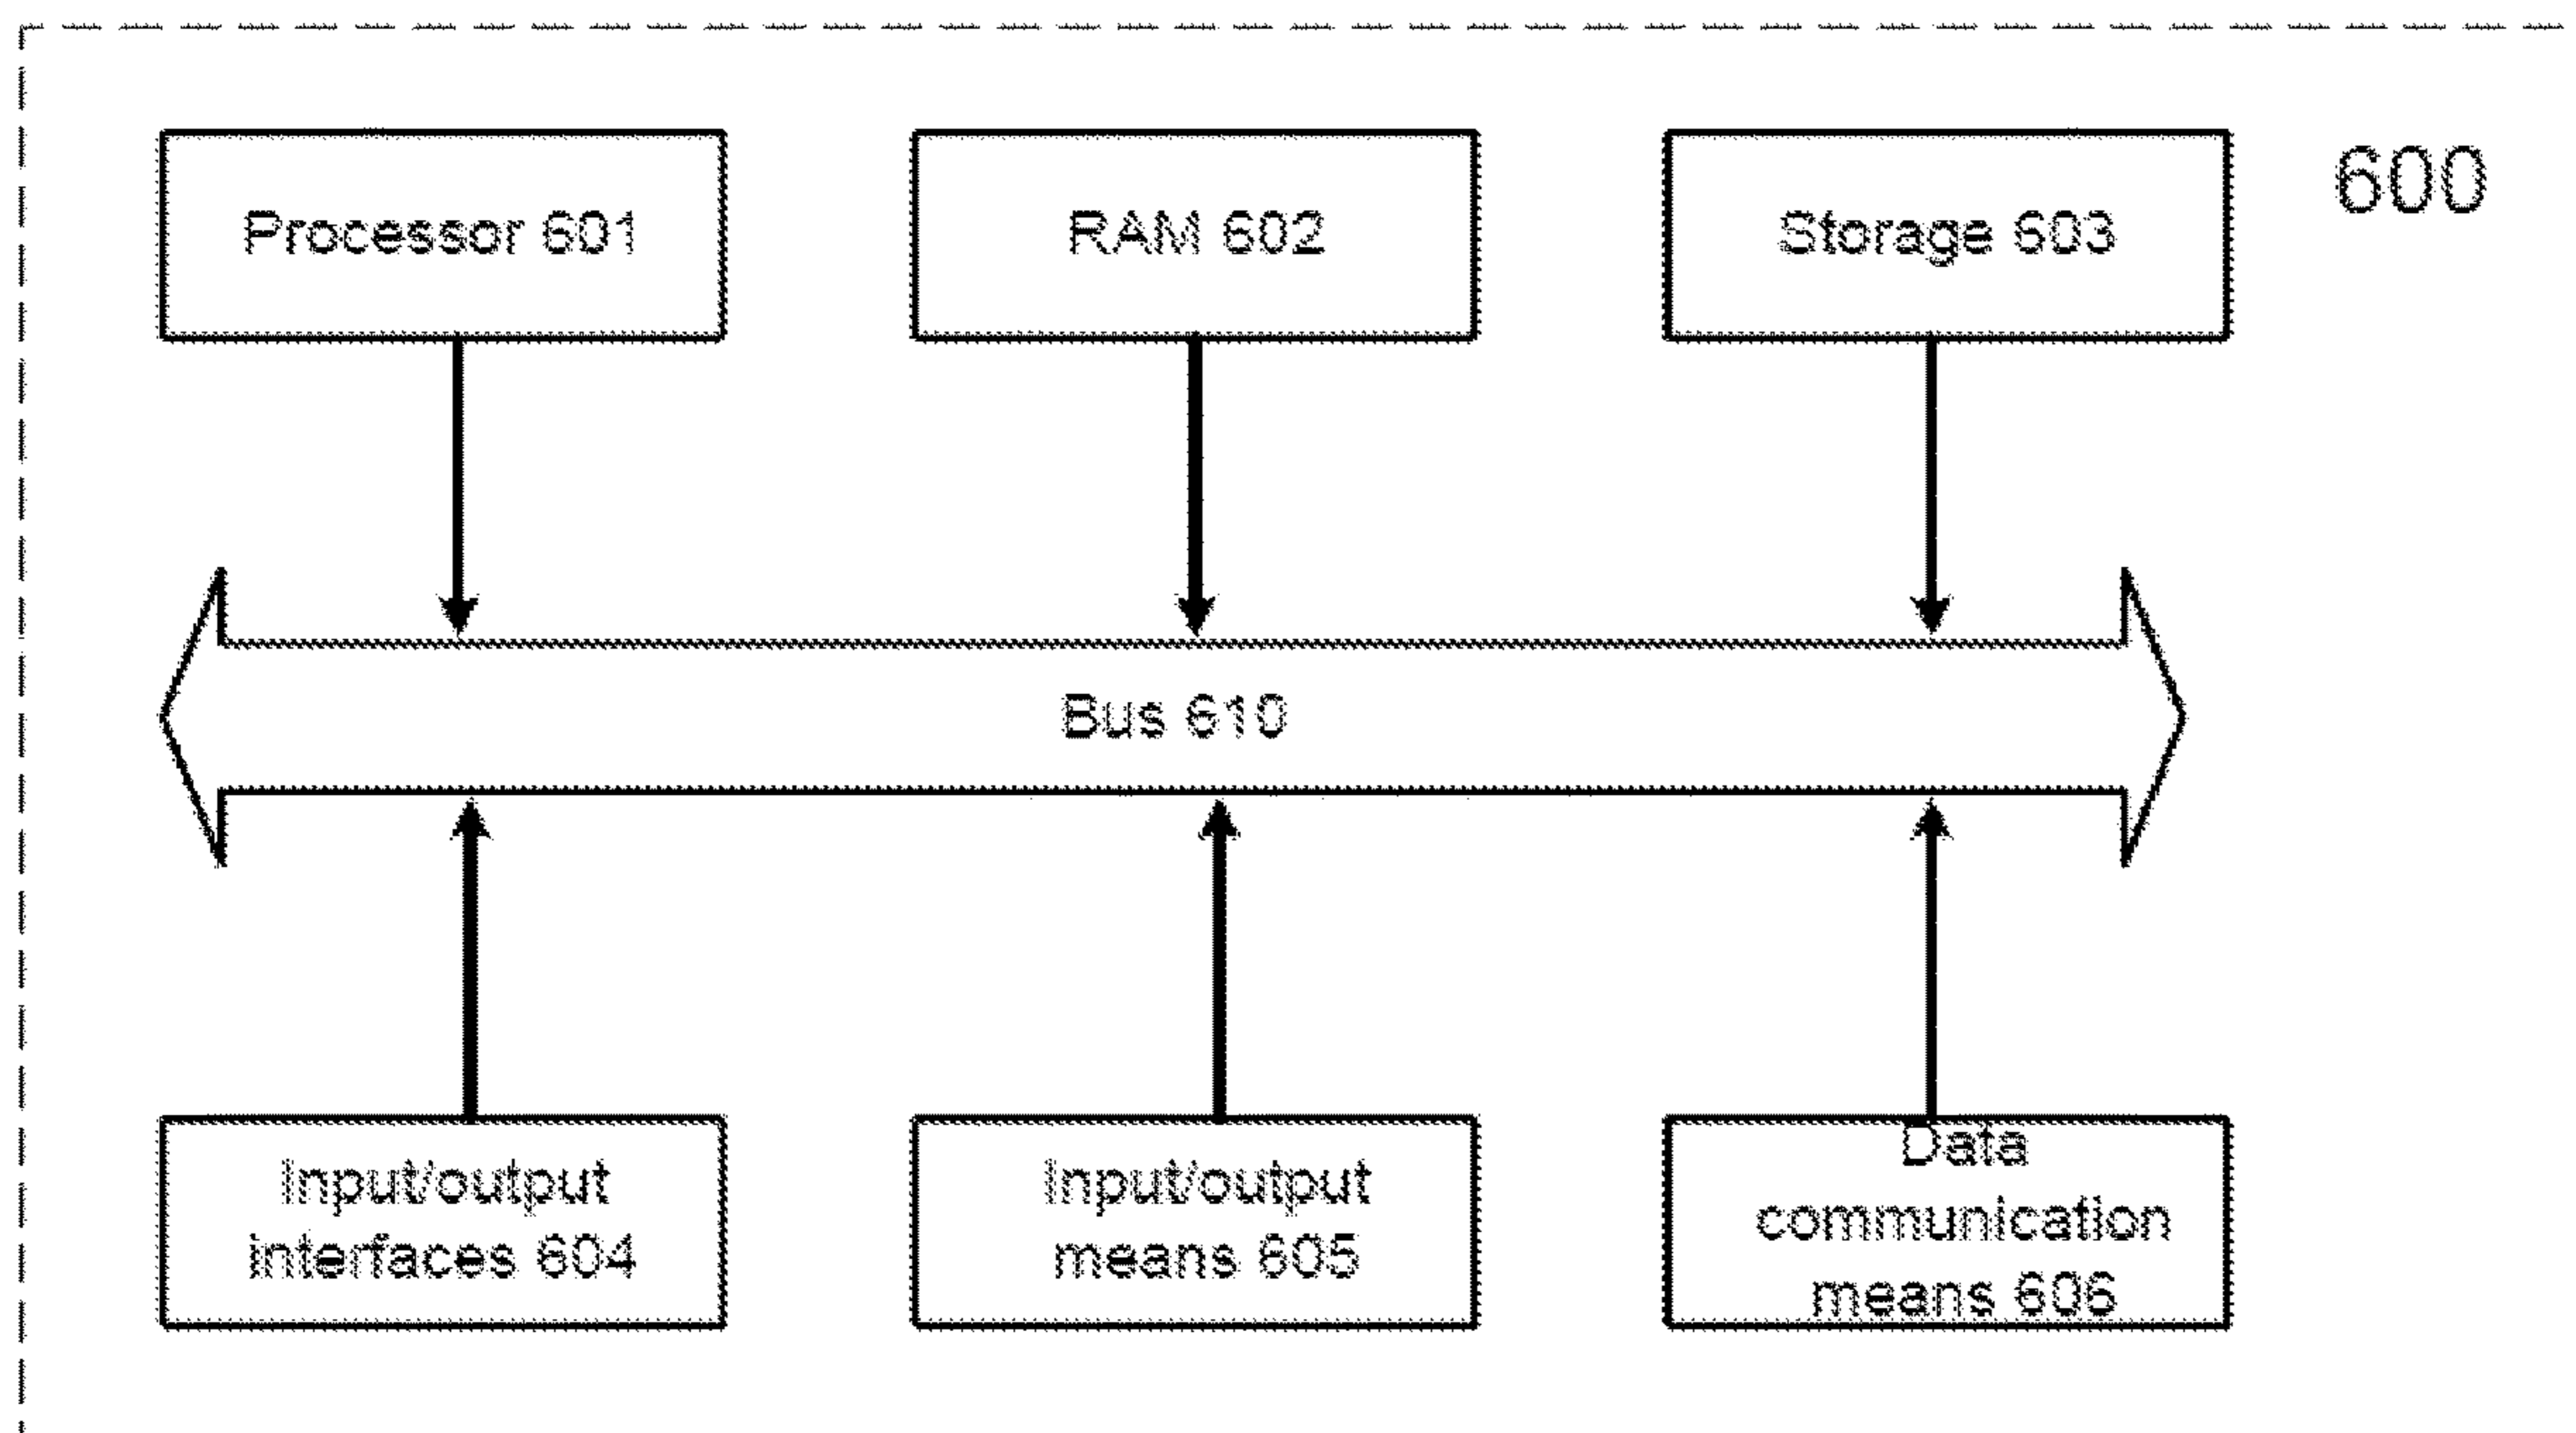 Processor 601
RAM 602
Storage 603
600
Bus 610
Input/output
interfaces 604
Input/output
means 605
Data
communication
means 606